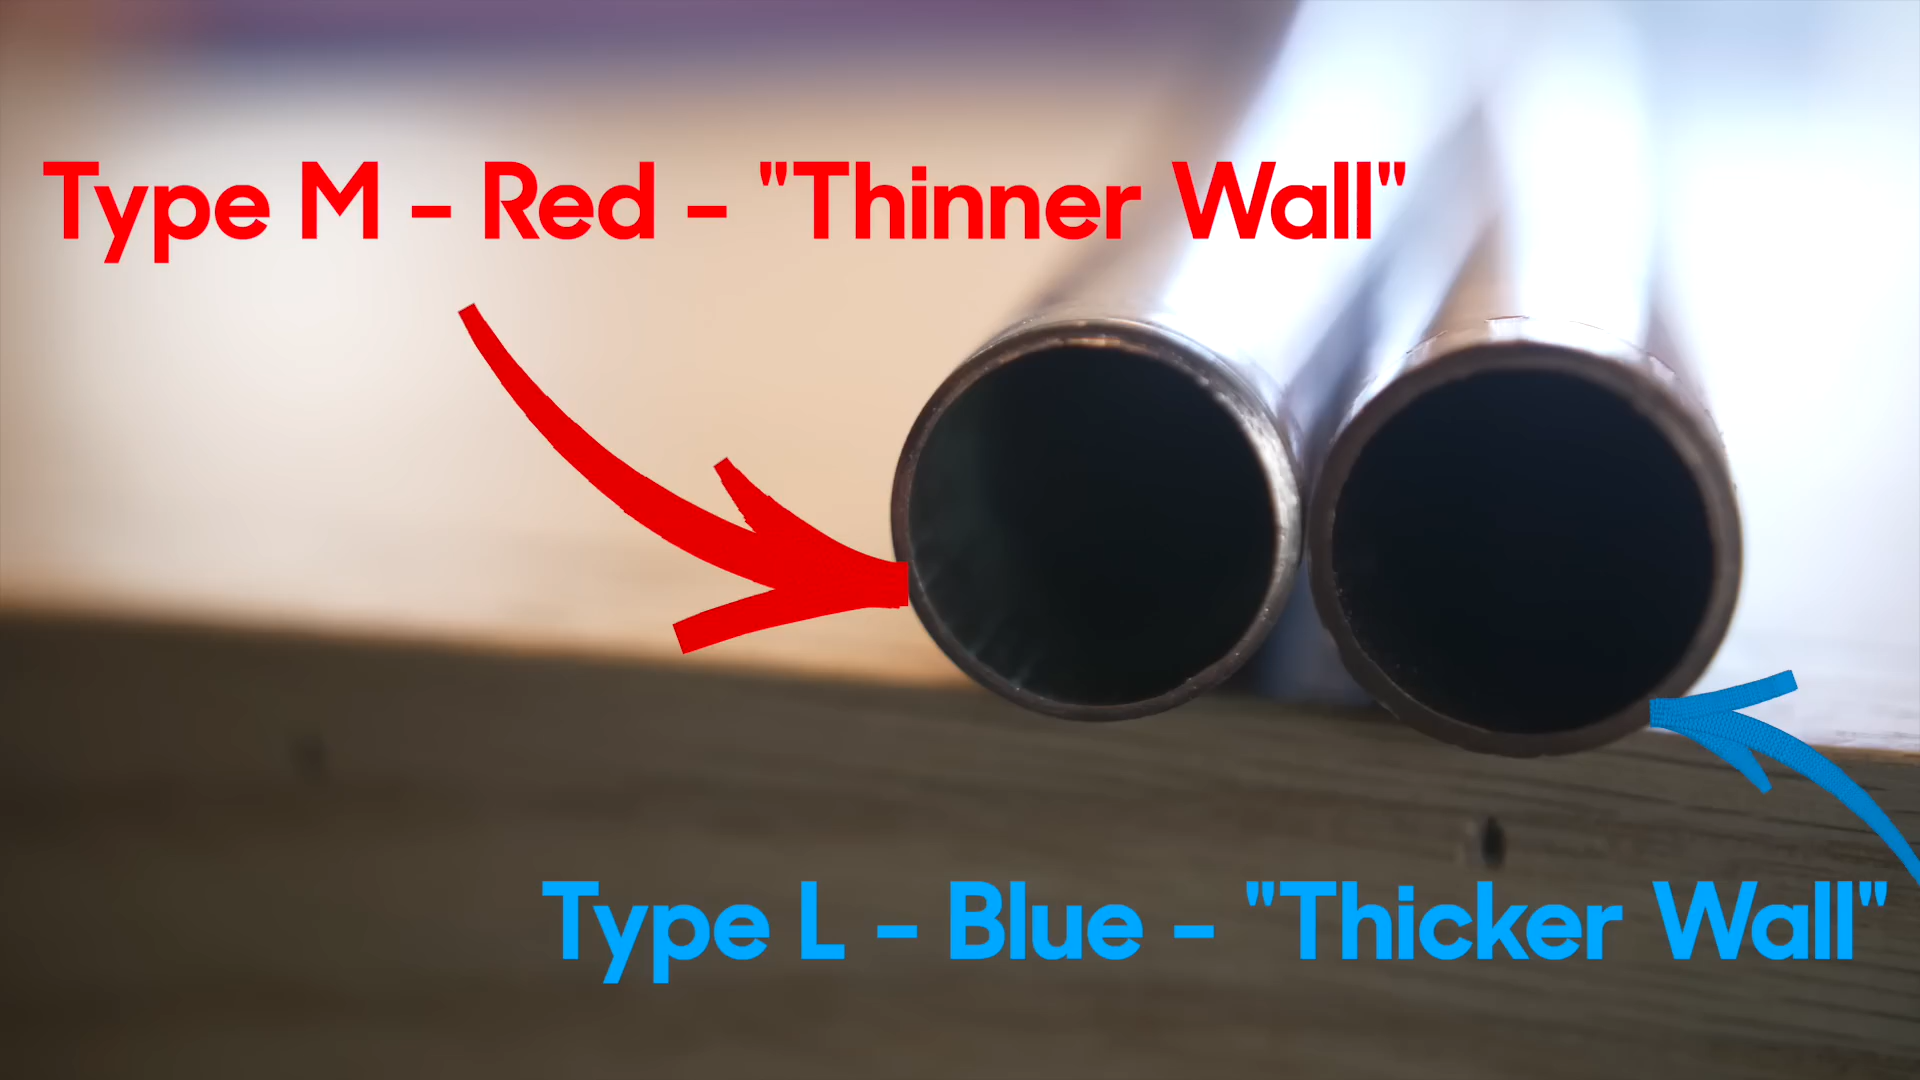 Type M - Red - "Thinner Wall"
Type L - Blue - "Thicker Wall"